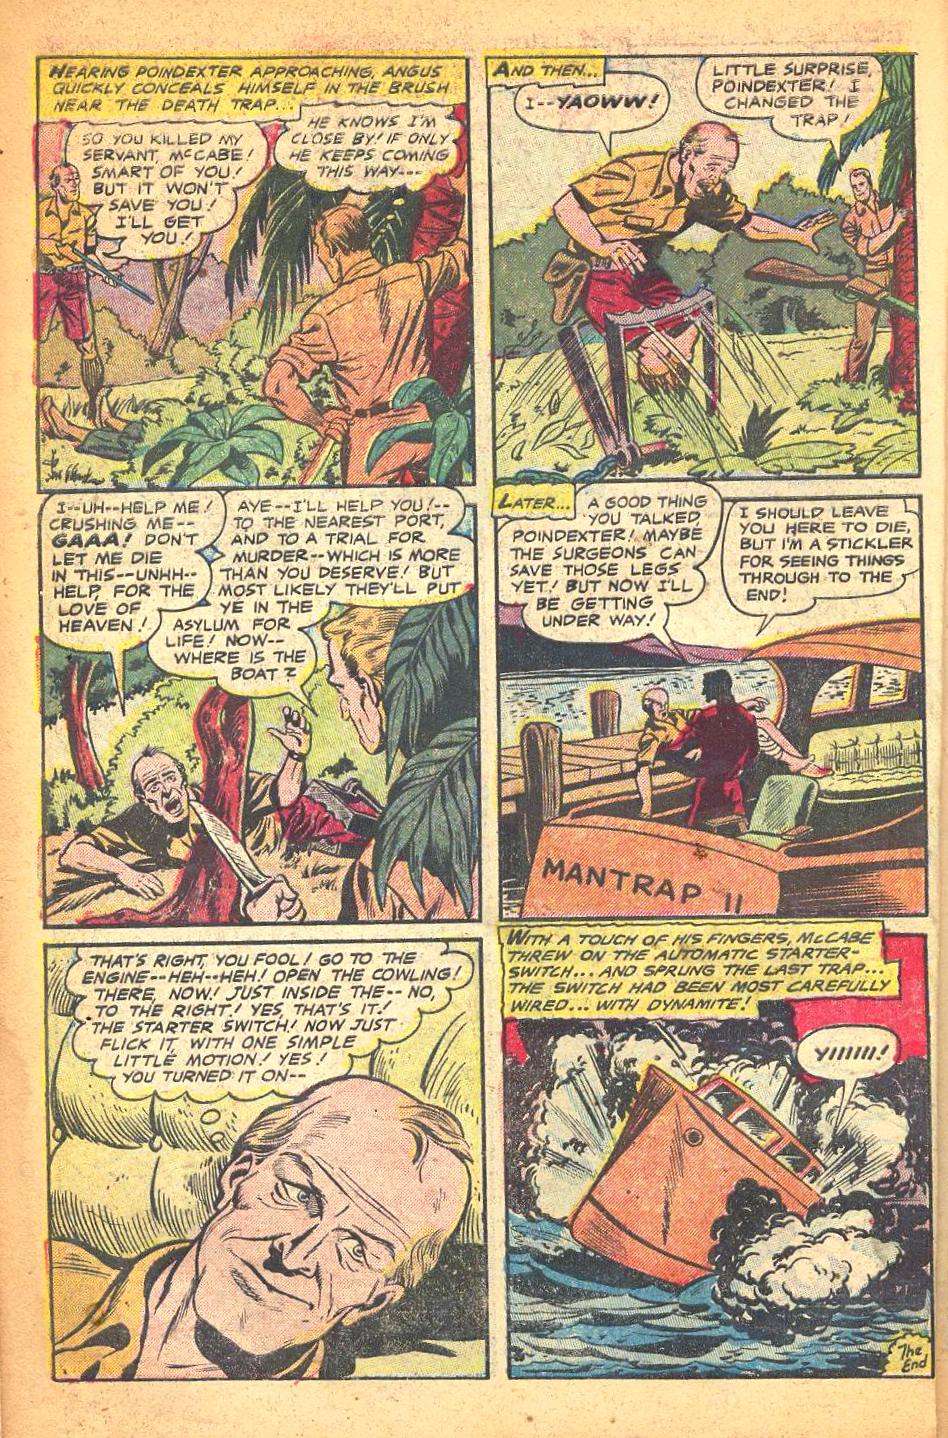 HEARING POINDEXTER APPROACHING, ANGUS
QUICKLY CONCEALS HIMSELF IN THE BRUSH
NEAR THE DEATH TRAP...
SO YOU KILLED MY
SERVANT, McCABE!
SMART OF YOU!
BUT IT WON'T
SAVE YOU!
I'LL GET
YOU!
HE KNOWS I'M
CLOSE BY! IF ONLY
HE KEEPS COMING
THIS WAY---
AND THEN...
I--YAOWW!
LITTLE SURPRISE,
POINDEXTER! I
CHANGED THE
TRAP!
I--UH--HELP ME!
CRUSHING ME--
GAAA! DON'T
LET ME DIE
IN THIS--UNHH--
HELP, FOR THE
LOVE OF
HEAVEN!
AYE--I'LL HELP YOU!--
TO THE NEAREST PORT,
AND TO A TRIAL FOR
MURDER--WHICH IS MORE
THAN YOU DESERVE! BUT
MOST LIKELY THEY'LL PUT
YE IN THE
ASYLUM FOR
LIFE! NOW--
WHERE IS THE
BOAT?
LATER...
A GOOD THING
YOU TALKED
POINDEXTER! MAYBE
THE SURGEONS CAN
SAVE THOSE LEGS
YET! BUT NOW I'LL
BE GETTING
UNDER WAY!
I SHOULD LEAVE
YOU HERE TO DIE,
BUT I'M A STICKLER
FOR SEEING THINGS
THROUGH TO THE
END!
MANTRAP II
THAT'S RIGHT, YOU FOOL! GO TO THE
ENGINE--HEH--HEH! OPEN THE COWLING!
THERE, NOW! JUST INSIDE THE-- NO,
TO THE RIGHT! YES, THAT'S IT!
THE STARTER SWITCH! NOW JUST
FLICK IT, WITH ONE SIMPLE
LITTLE MOTION! YES!
YOU TURNED IT ON--
WITH A TOUCH OF HIS FINGERS, McCABE
THREW ON THE AUTOMATIC STARTER-
SWITCH... AND SPRUNG THE LAST TRAP...
THE SWITCH HAD BEEN MOST CAREFULLY
WIRED... WITH DYNAMITE!
YIIIIII!
The
End